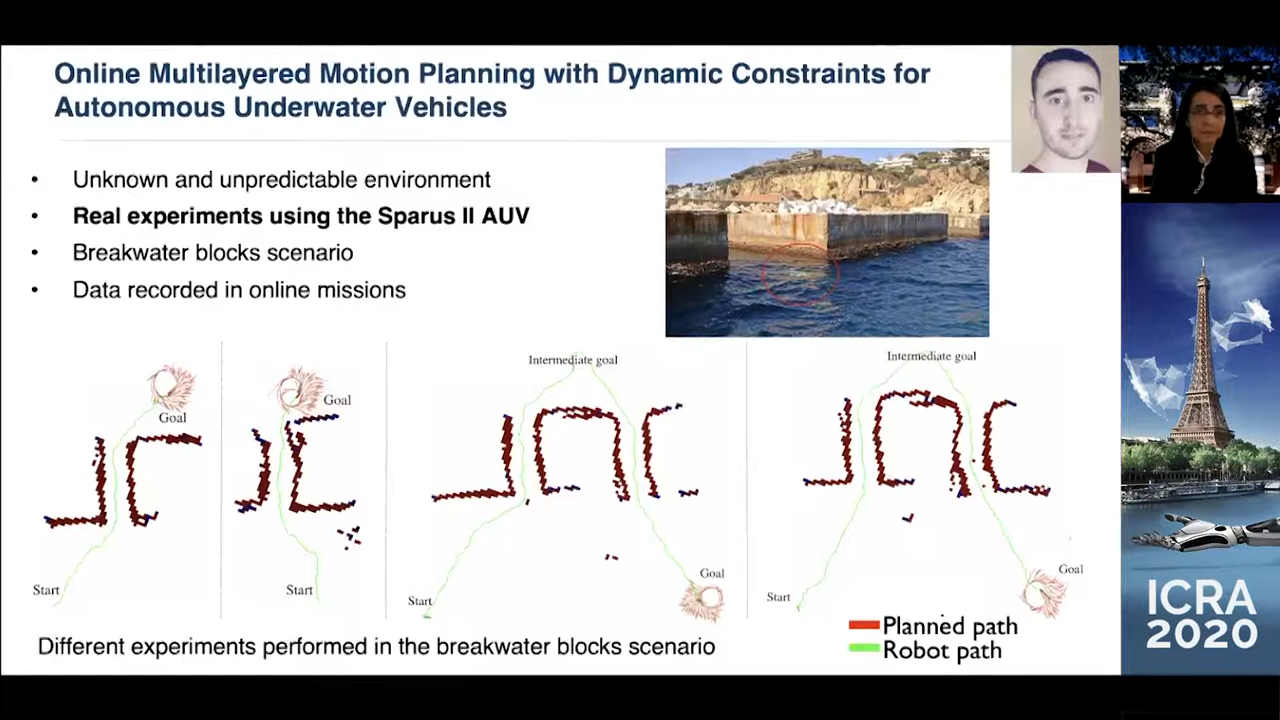 Online Multilayered Motion Planning with Dynamic Constraints for
Autonomous Underwater Vehicles
• Unknown and unpredictable environment
• Real experiments using the Sparus II AUV
• Breakwater blocks scenario
• Data recorded in online missions
Goal
Start
Goal
Start
Intermediate goal
Start
Goal
Intermediate goal
Start
Goal
Planned path
Robot path
Different experiments performed in the breakwater blocks scenario
ICRA
2020